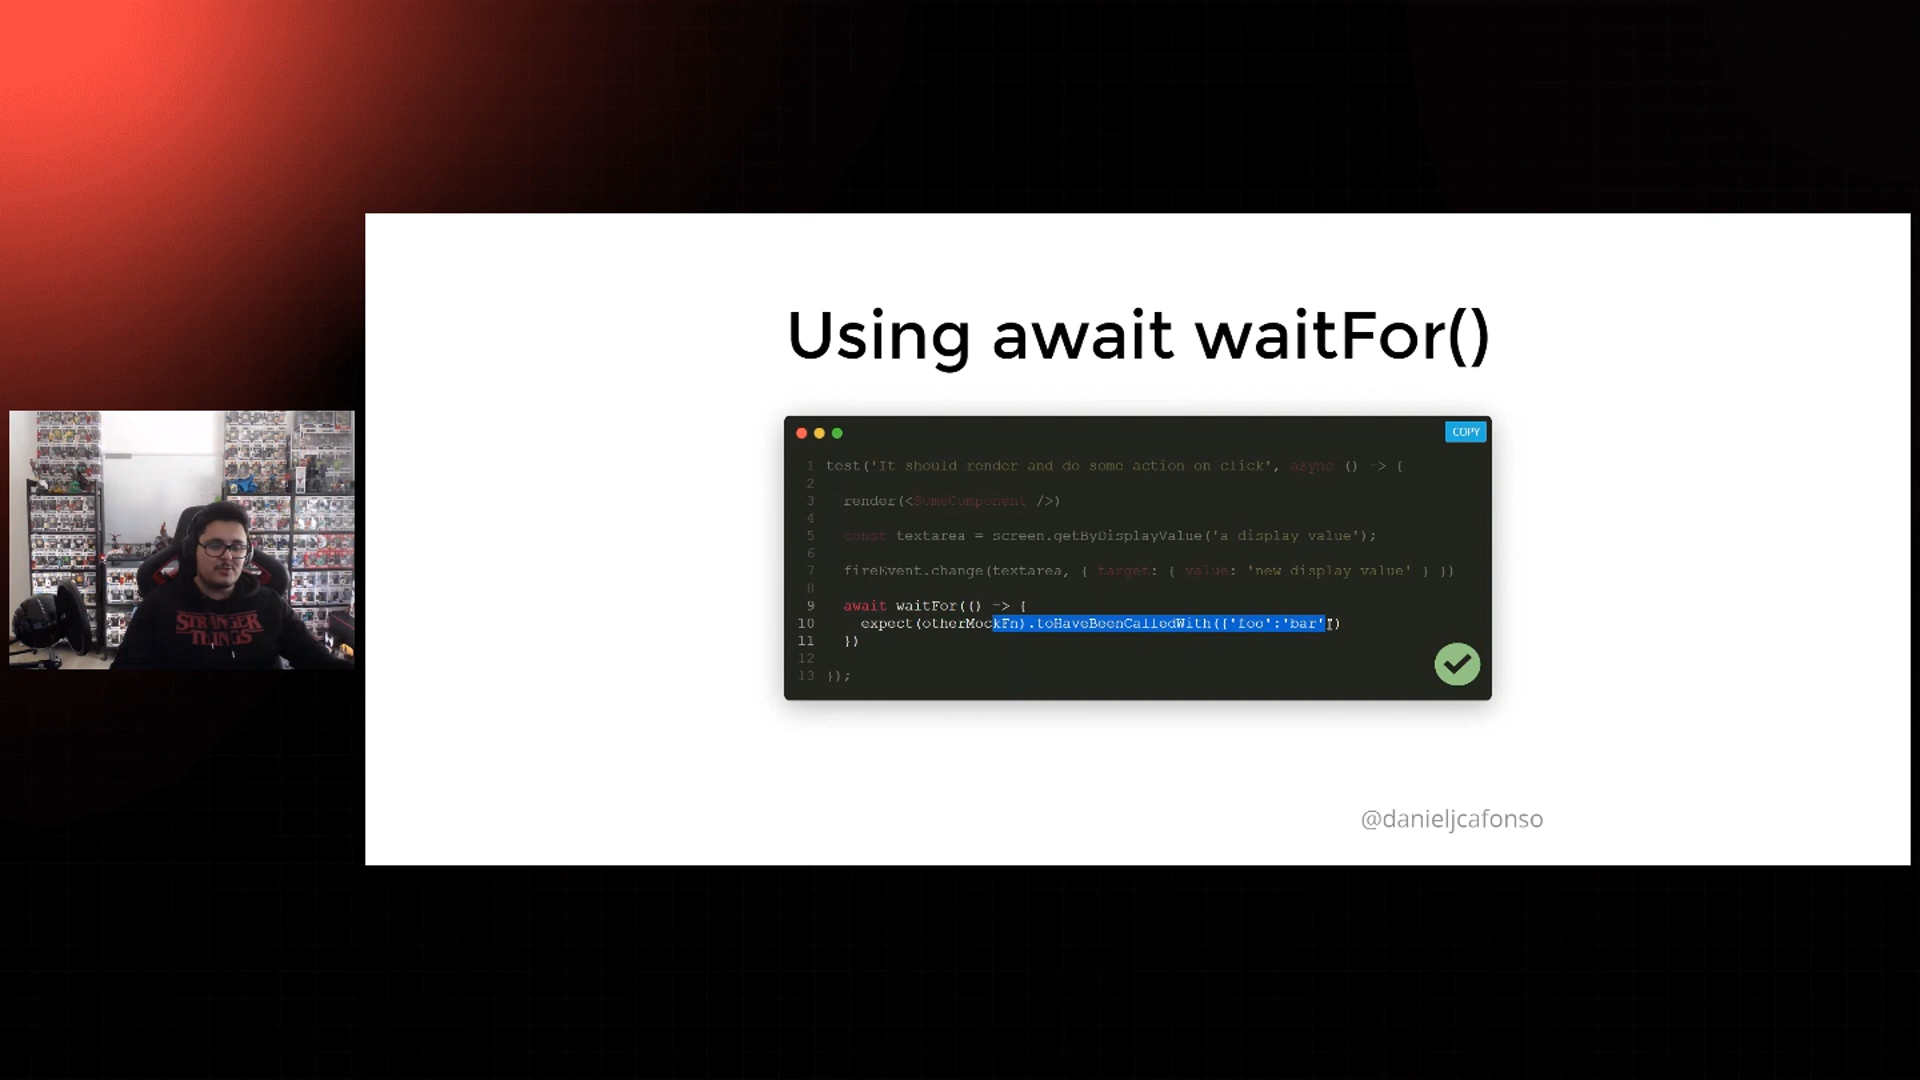 Using await waitFor()
COPY
1 test('It should render and do some action on click', async () => {
2
3 render(<SomeComponent />)
4
5 const textarea = screen.getByDisplayValue('a display value');
6
7 fireEvent.change(textarea, { target: { value: 'new display value' } })
8
9 await waitFor(() => {
10 expect(otherMockFn).toHaveBeenCalledWith({'foo':'bar'})
11 })
12
13 });
STRANGER
THINGS
@danieljcafonso